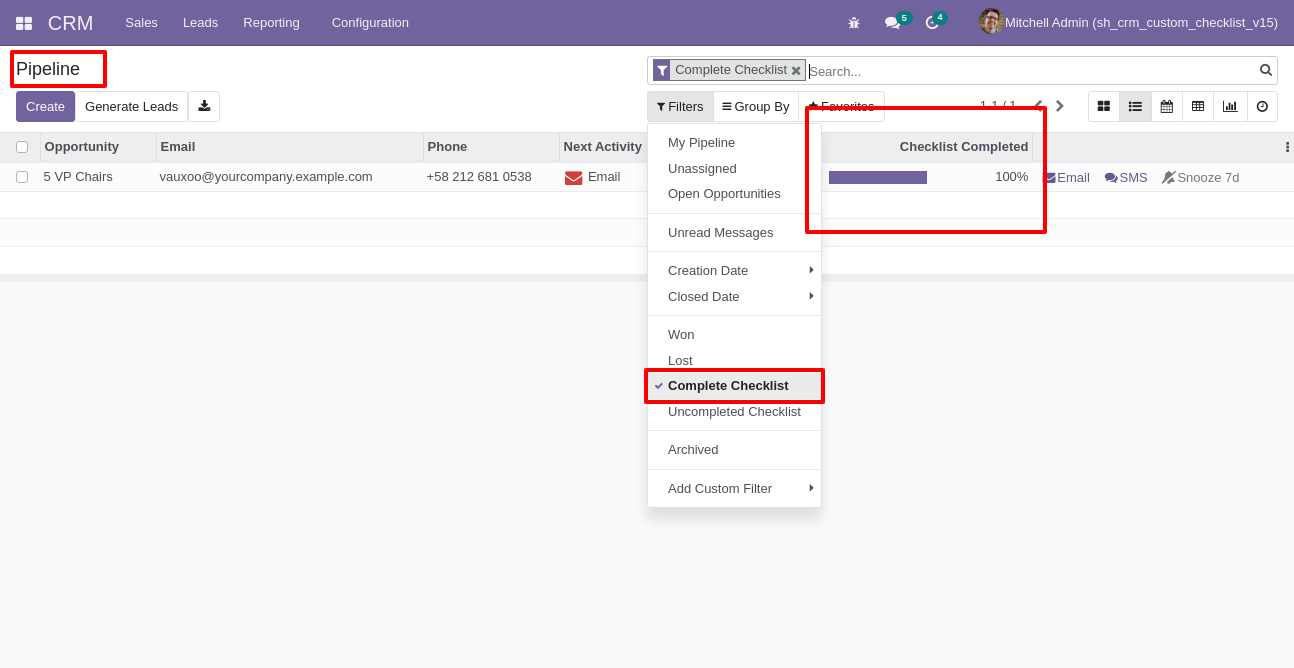 CRM Sales Leads Reporting Configuration 5 4 Mitchell Admin (sh_crm_custom_checklist_v15)
Pipeline
Complete Checklist Search...
Create Generate Leads Filters Group By Favorites 1-1 / 1
Opportunity Email Phone Next Activity Checklist Completed
5 VP Chairs vauxoo@yourcompany.example.com +58 212 681 0538 Email 100% Email SMS Snooze 7d
My Pipeline
Unassigned
Open Opportunities
Unread Messages
Creation Date
Closed Date
Won
Lost
Complete Checklist
Uncompleted Checklist
Archived
Add Custom Filter